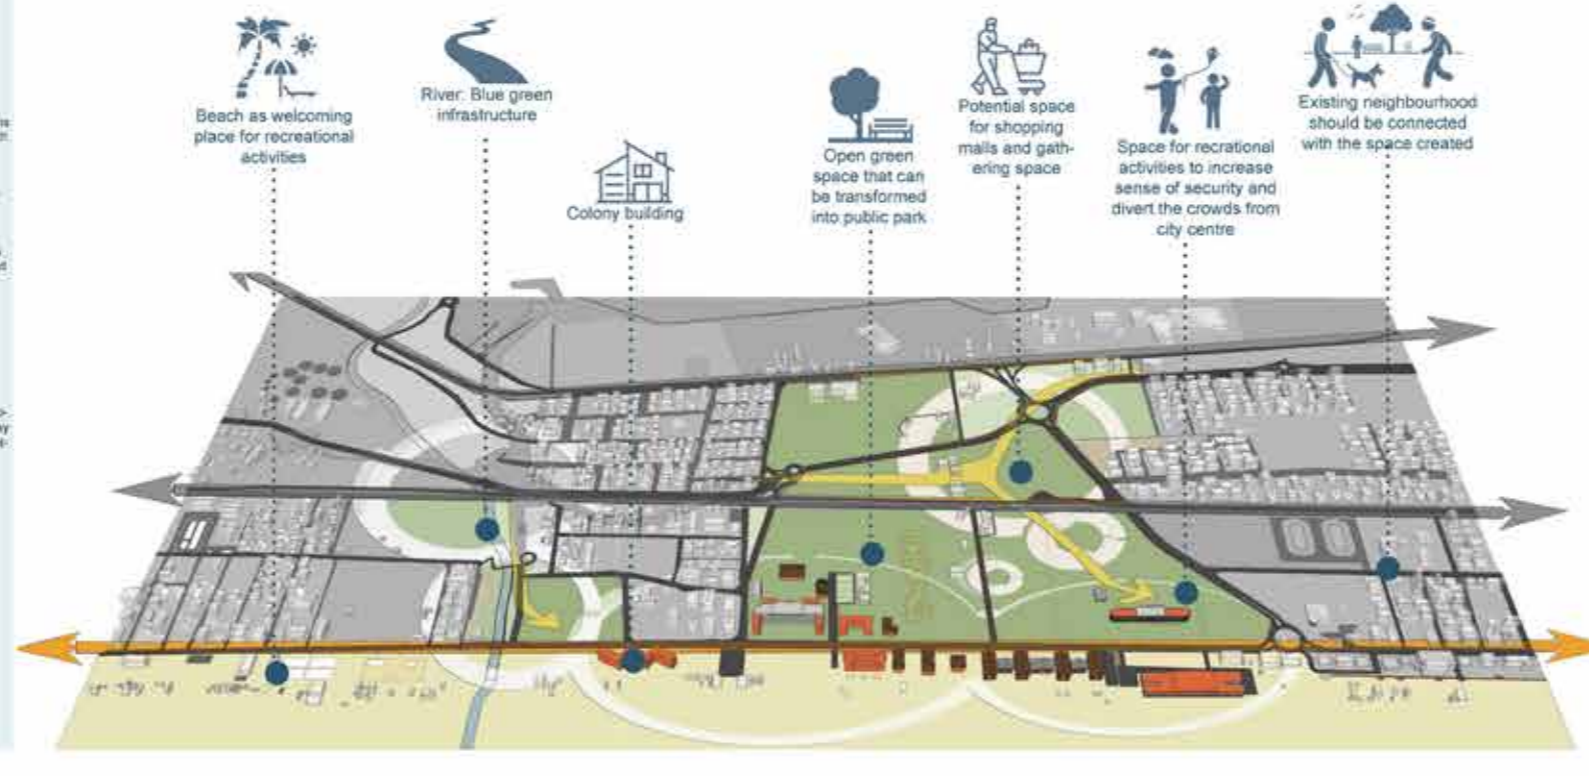 Beach as welcoming
place for recreational
activities
River: Blue green
infrastructure
Colony building
Open green
space that can
be transformed
into public park
Potential space
for shopping
malls and gath-
ering space
Space for recrational
activities to increase
sense of security and
divert the crowds from
city centre
Existing neighbourhood
should be connected
with the space created